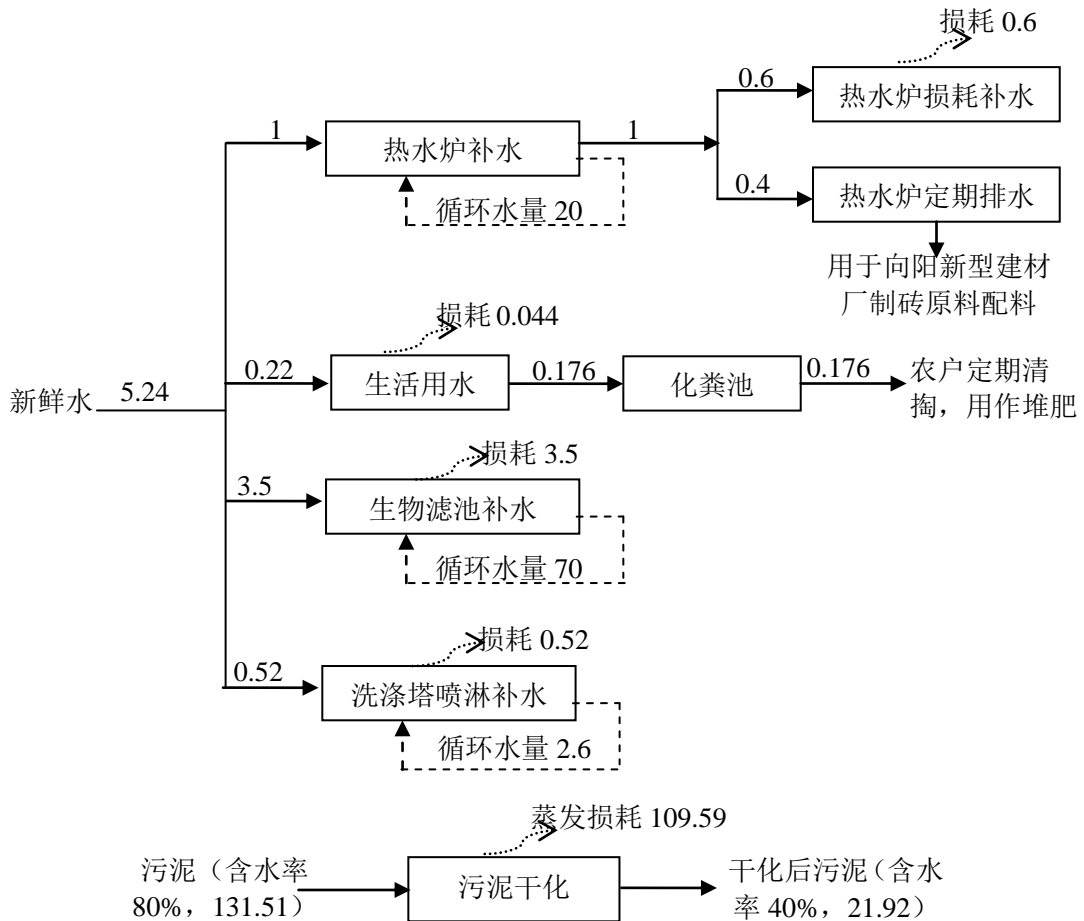 损耗 0.6
0.6
热水炉损耗补水
1
热水炉补水
1
循环水量 20
0.4
热水炉定期排水
用于向阳新型建材
厂制砖原料配料
损耗 0.044
新鲜水
5.24
0.22
生活用水
0.176
化粪池
0.176
农户定期清
掏，用作堆肥
损耗 3.5
3.5
生物滤池补水
循环水量 70
损耗 0.52
0.52
洗涤塔喷淋补水
循环水量 2.6
蒸发损耗 109.59
污泥（含水率
80%，131.51）
污泥干化
干化后污泥（含水
率 40%，21.92）